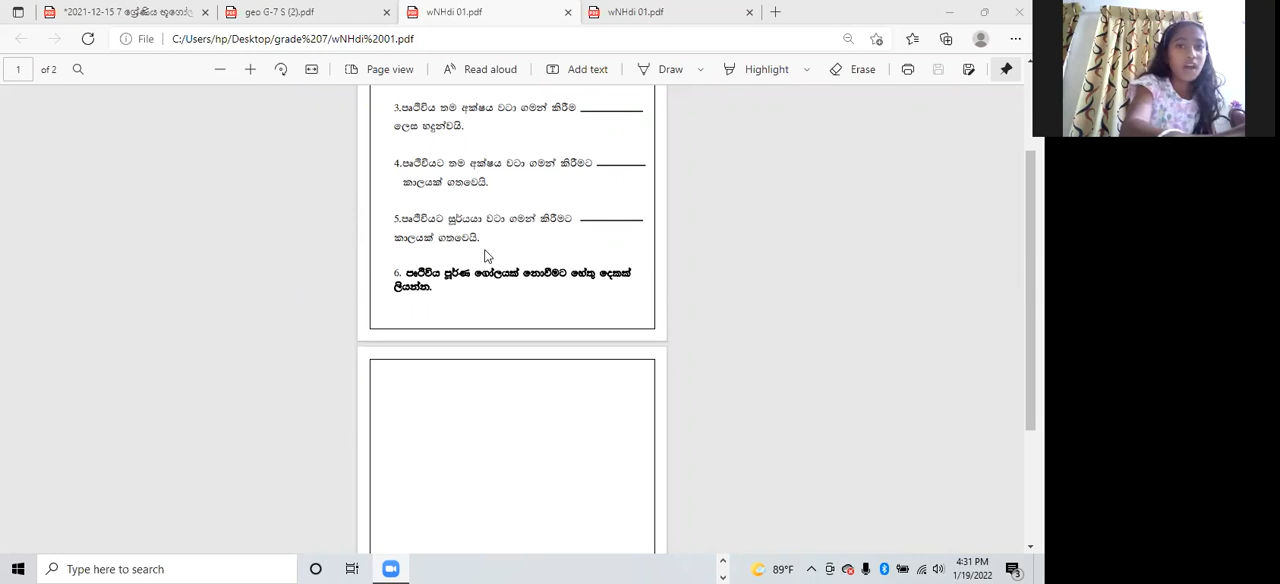 *2021-12-15 7 ශ්‍රේණිය භූගෝල
geo G-7 S (2).pdf
wNHdi 01.pdf
wNHdi 01.pdf
File
C:/Users/hp/Desktop/grade%207/wNHdi%2001.pdf
1 of 2
Page view
Read aloud
Add text
Draw
Highlight
Erase
3.පෘථිවිය තම අක්ෂය වටා ගමන් කිරීම
ලෙස හඳුන්වයි.
4.පෘථිවියට තම අක්ෂය වටා ගමන් කිරීමට
කාලයක් ගතවෙයි.
5.පෘථිවියට සූර්යයා වටා ගමන් කිරීමට
කාලයක් ගතවෙයි.
6. පෘථිවිය පූර්ණ ගෝලයක් නොවීමට හේතු දෙකක්
ලියන්න.
Type here to search
89°F
4:31 PM
1/19/2022
3